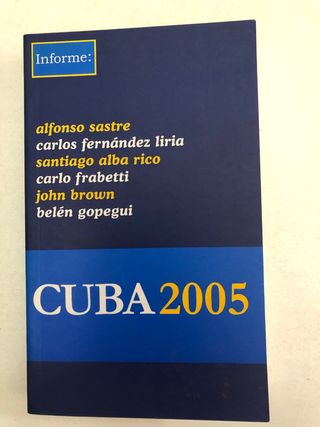 Informe:
alfonso sastre
carlos fernández liria
santiago alba rico
carlo frabetti
john brown
belén gopegui
CUBA 2005